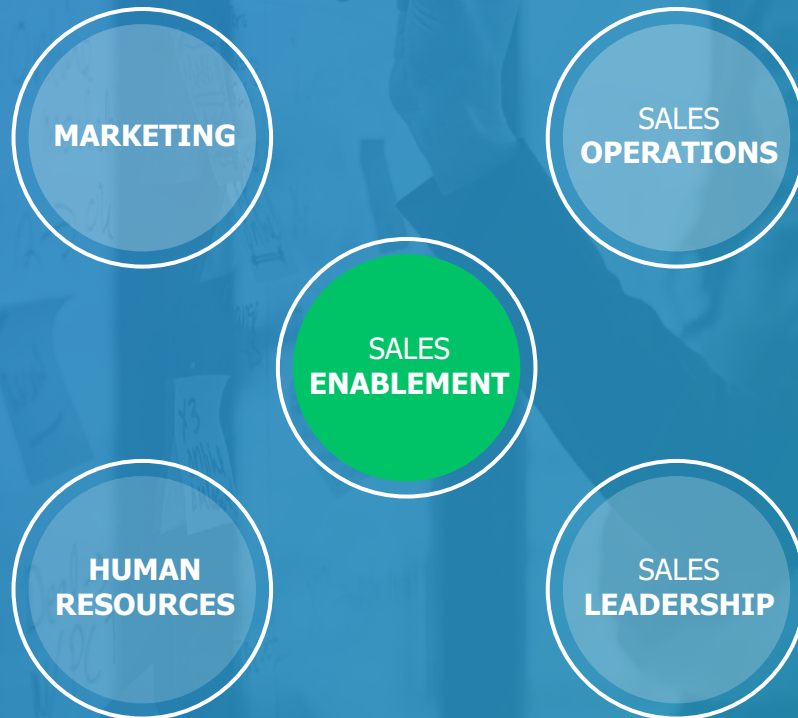 MARKETING
SALES
OPERATIONS
SALES
ENABLEMENT
HUMAN
RESOURCES
SALES
LEADERSHIP